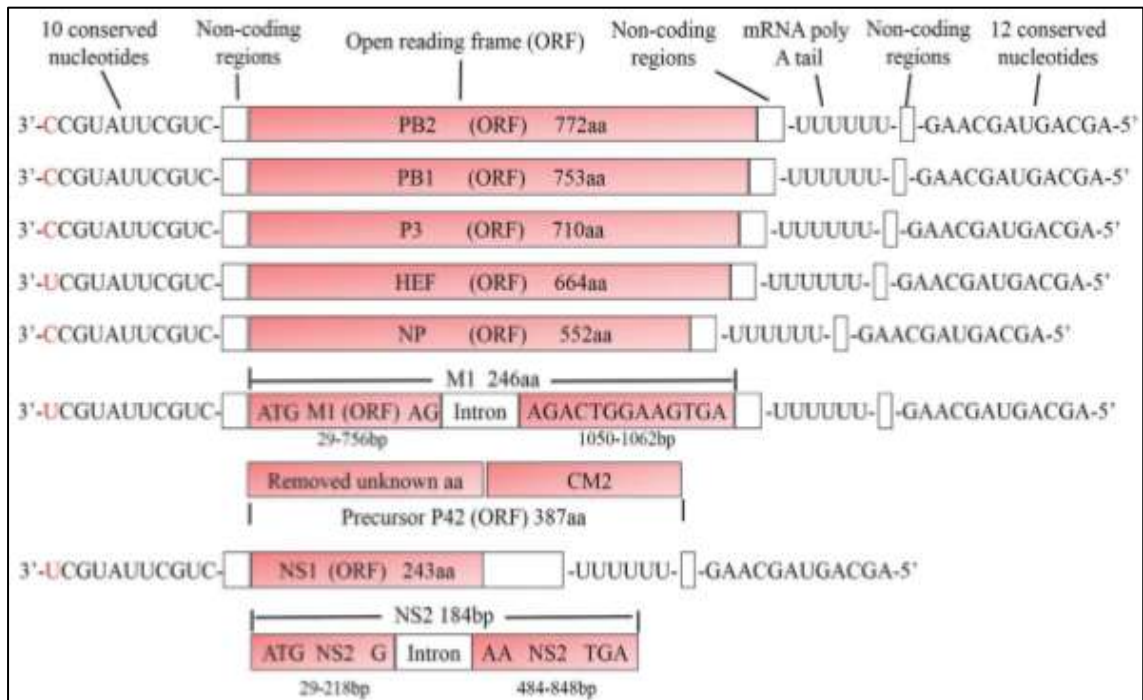 10 conserved nucleotides
Non-coding regions
Open reading frame (ORF)
Non-coding regions
mRNA poly A tail
Non-coding regions
12 conserved nucleotides
3’-CCGUAUUCGUC- PB2 (ORF) 772aa -UUUUUU- -GAACGAUGACGA-5’
3’-CCGUAUUCGUC- PB1 (ORF) 753aa -UUUUUU- -GAACGAUGACGA-5’
3’-CCGUAUUCGUC- P3 (ORF) 710aa -UUUUUU- -GAACGAUGACGA-5’
3’-UCGUAUUCGUC- HEF (ORF) 664aa -UUUUUU- -GAACGAUGACGA-5’
3’-CCGUAUUCGUC- NP (ORF) 552aa -UUUUUU- -GAACGAUGACGA-5’
M1 246aa
3’-UCGUAUUCGUC- ATG M1 (ORF) AG Intron AGACTGGAAGTGA -UUUUUU- -GAACGAUGACGA-5’
29-756bp 1050-1062bp
Removed unknown aa CM2
Precursor P42 (ORF) 387aa
3’-UCGUAUUCGUC- NS1 (ORF) 243aa -UUUUUU- -GAACGAUGACGA-5’
NS2 184bp
ATG NS2 G Intron AA NS2 TGA
29-218bp 484-848bp